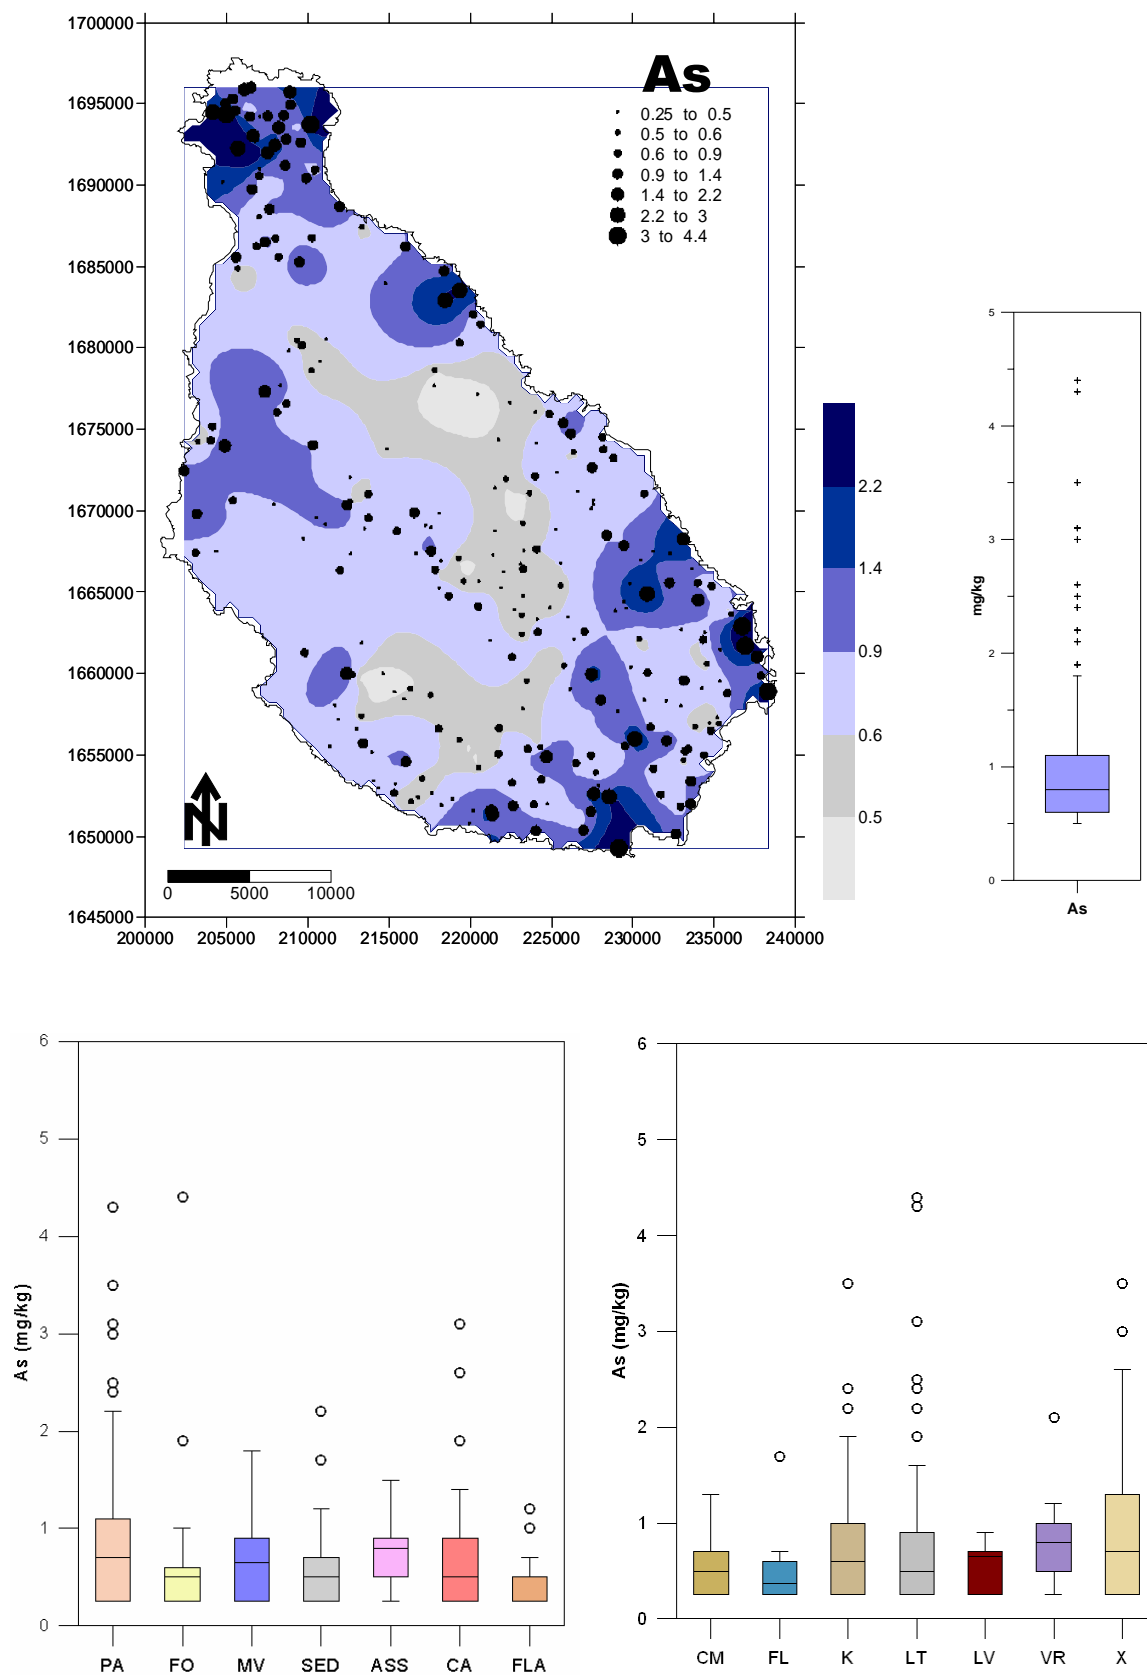 1700000
1695000
1690000
1685000
1680000
1675000
1670000
1665000
1660000
1655000
1650000
1645000
200000 205000 210000 215000 220000 225000 230000 235000 240000
As
0.25 to 0.5
0.5 to 0.6
0.6 to 0.9
0.9 to 1.4
1.4 to 2.2
2.2 to 3
3 to 4.4
N
0 5000 10000
2.2
1.4
0.9
0.6
0.5
5
4
3
2
1
0
mg/kg
As
6
5
4
3
2
1
0
As (mg/kg)
PA FO MV SED ASS CA FLA
6
5
4
3
2
1
0
As (mg/kg)
CM FL K LT LV VR X